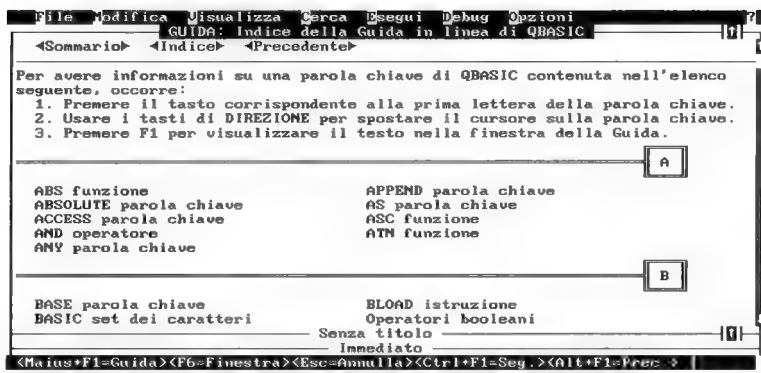 File Modifica Visualizza Cerca Esegui Debug Opzioni ?
GUIDA: Indice della Guida in linea di QBASIC
◄Sommario► ◄Indice► ◄Precedente►
Per avere informazioni su una parola chiave di QBASIC contenuta nell'elenco
seguente, occorre:
1. Premere il tasto corrispondente alla prima lettera della parola chiave.
2. Usare i tasti di DIREZIONE per spostare il cursore sulla parola chiave.
3. Premere F1 per visualizzare il testo nella finestra della Guida.
A
ABS funzione APPEND parola chiave
ABSOLUTE parola chiave AS parola chiave
ACCESS parola chiave ASC funzione
AND operatore ATN funzione
ANY parola chiave
B
BASE parola chiave BLOAD istruzione
BASIC set dei caratteri Operatori booleani
Senza titolo
Immediato
<Maius+F1=Guida><F6=Finestra><Esc=Annulla><Ctrl+F1=Seg.><Alt+F1=Prec >